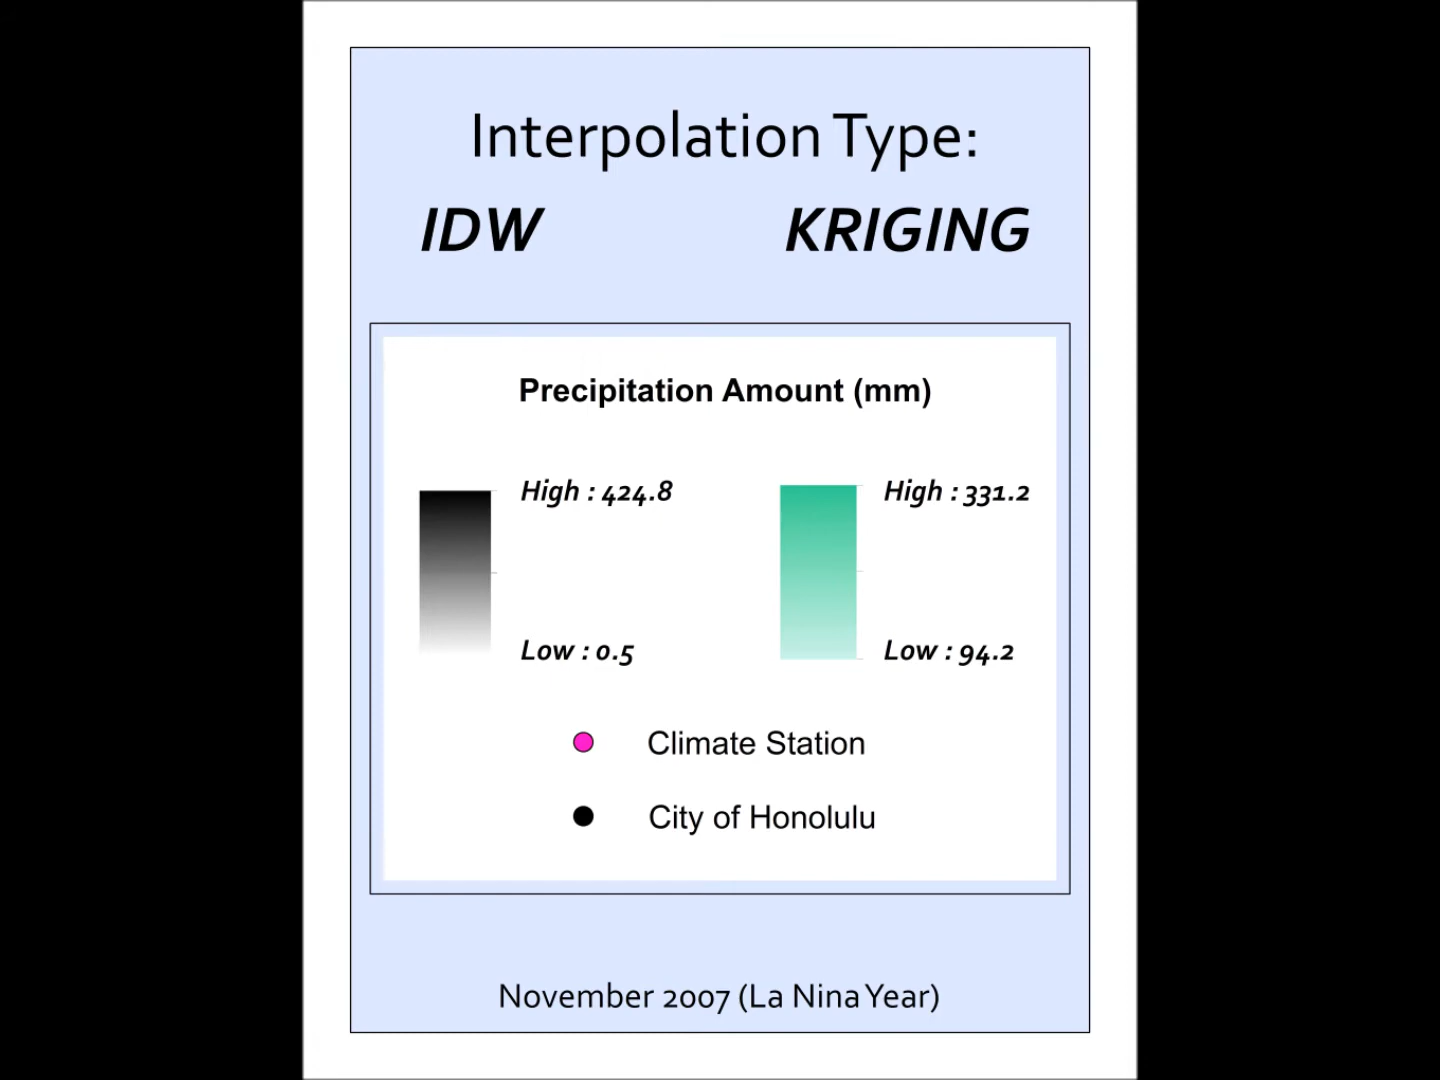 Interpolation Type:
IDW KRIGING
Precipitation Amount (mm)
High : 424.8 High : 331.2
Low : 0.5 Low : 94.2
Climate Station
City of Honolulu
November 2007 (La Nina Year)